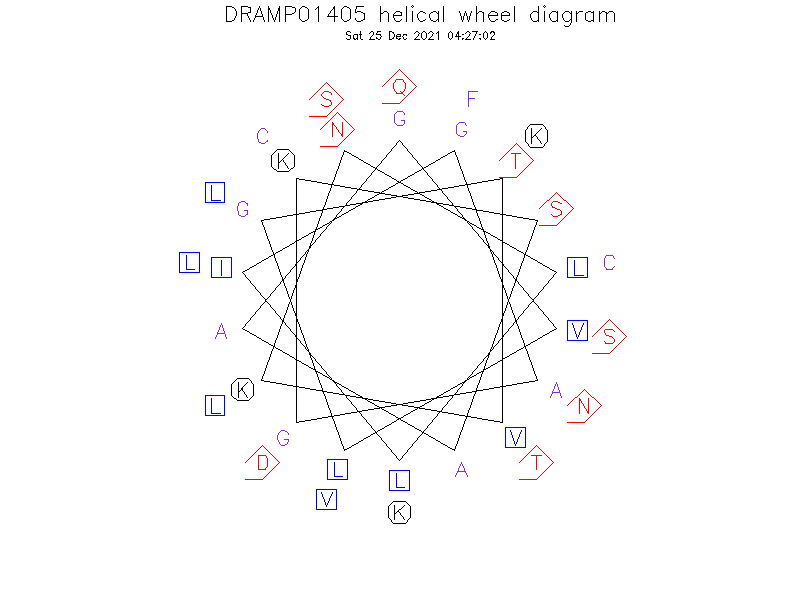 DRAMP01405 helical wheel diagram
Sat 25 Dec 2021 04:27:02
Q
S F
G
N G K
C
K T
L
G S
L I L C
A V S
K A N
L
G V
D L T
A
L
V
K